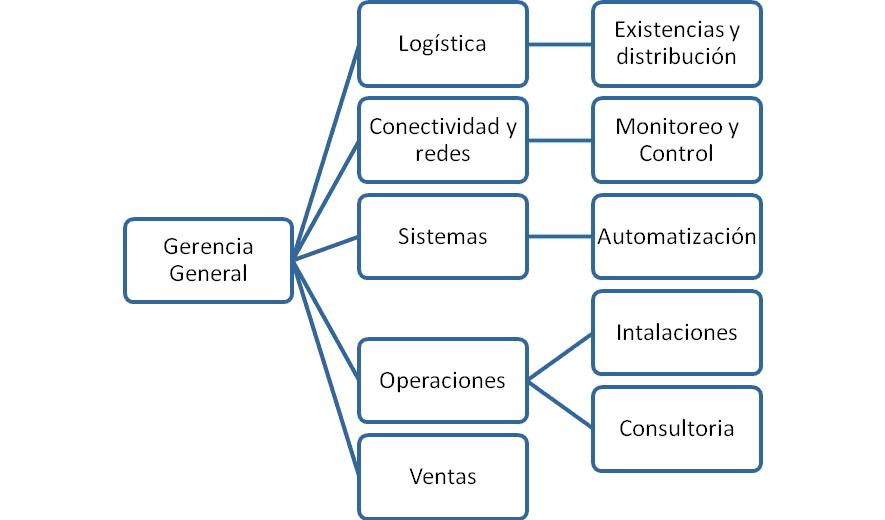 Gerencia
General
Logística
Existencias y
distribución
Conectividad y
redes
Monitoreo y
Control
Sistemas
Automatización
Operaciones
Intalaciones
Consultoria
Ventas